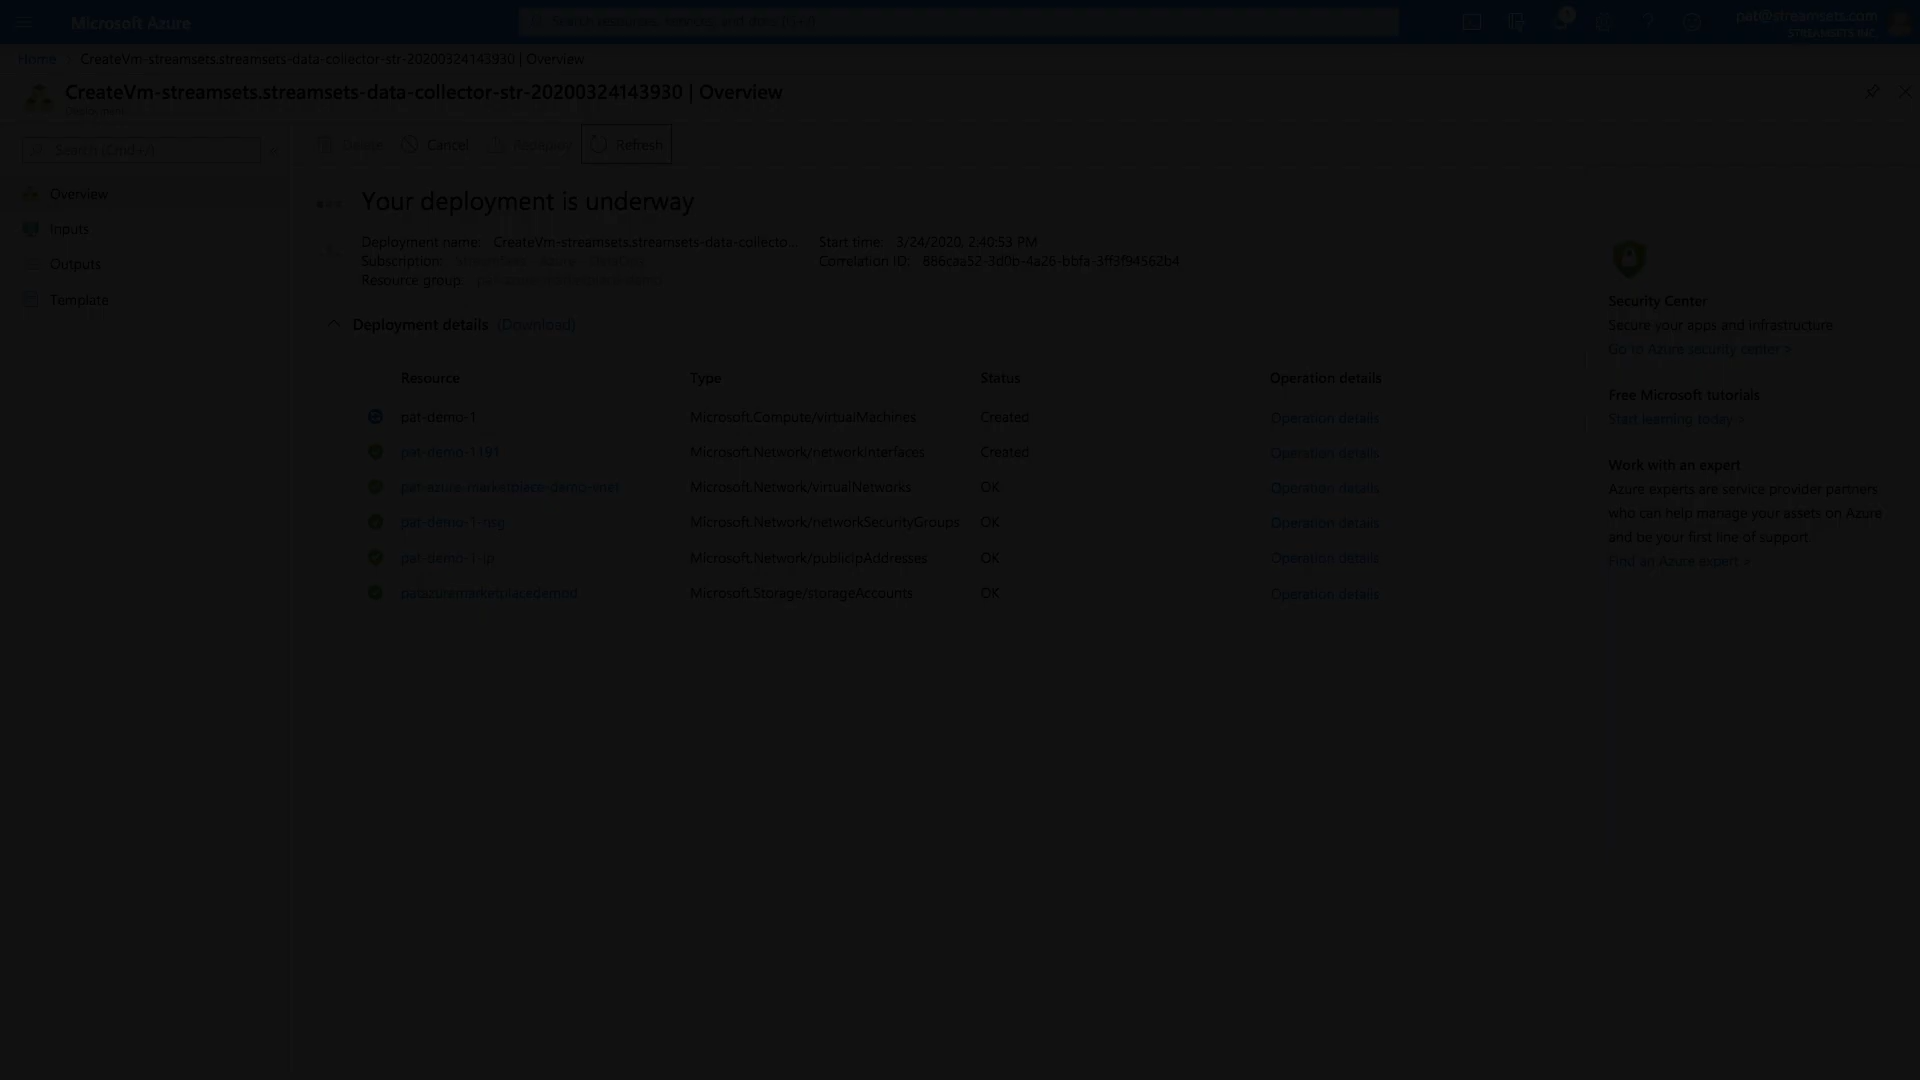 Microsoft Azure
Search resources, services, and docs (G+/)
pat@streamsets.com
STREAMSETS INC.
Home > CreateVm-streamsets.streamsets-data-collector-str-20200324143930 | Overview
CreateVm-streamsets.streamsets-data-collector-str-20200324143930 | Overview
Deployment
Search (Cmd+/)
Delete Cancel Redeploy Refresh
Overview
Inputs
Outputs
Template
Your deployment is underway
Deployment name: CreateVm-streamsets.streamsets-data-collecto...
Subscription:
Resource group:
Start time: 3/24/2020, 2:40:53 PM
Correlation ID: 886caa52-3d0b-4a26-bbfa-3ff3f94562b4
Deployment details (Download)
Resource Type Status Operation details
pat-demo-1 Microsoft.Compute/virtualMachines Created Operation details
pat-demo-1191 Microsoft.Network/networkInterfaces Created Operation details
pat-azure-marketplace-demo-vnet Microsoft.Network/virtualNetworks OK Operation details
pat-demo-1-nsg Microsoft.Network/networkSecurityGroups OK Operation details
pat-demo-1-ip Microsoft.Network/publicIpAddresses OK Operation details
patazuremarketplacedemod Microsoft.Storage/storageAccounts OK Operation details
Security Center
Secure your apps and infrastructure
Go to Azure security center >
Free Microsoft tutorials
Start learning today >
Work with an expert
Azure experts are service provider partners
who can help manage your assets on Azure
and be your first line of support.
Find an Azure expert >